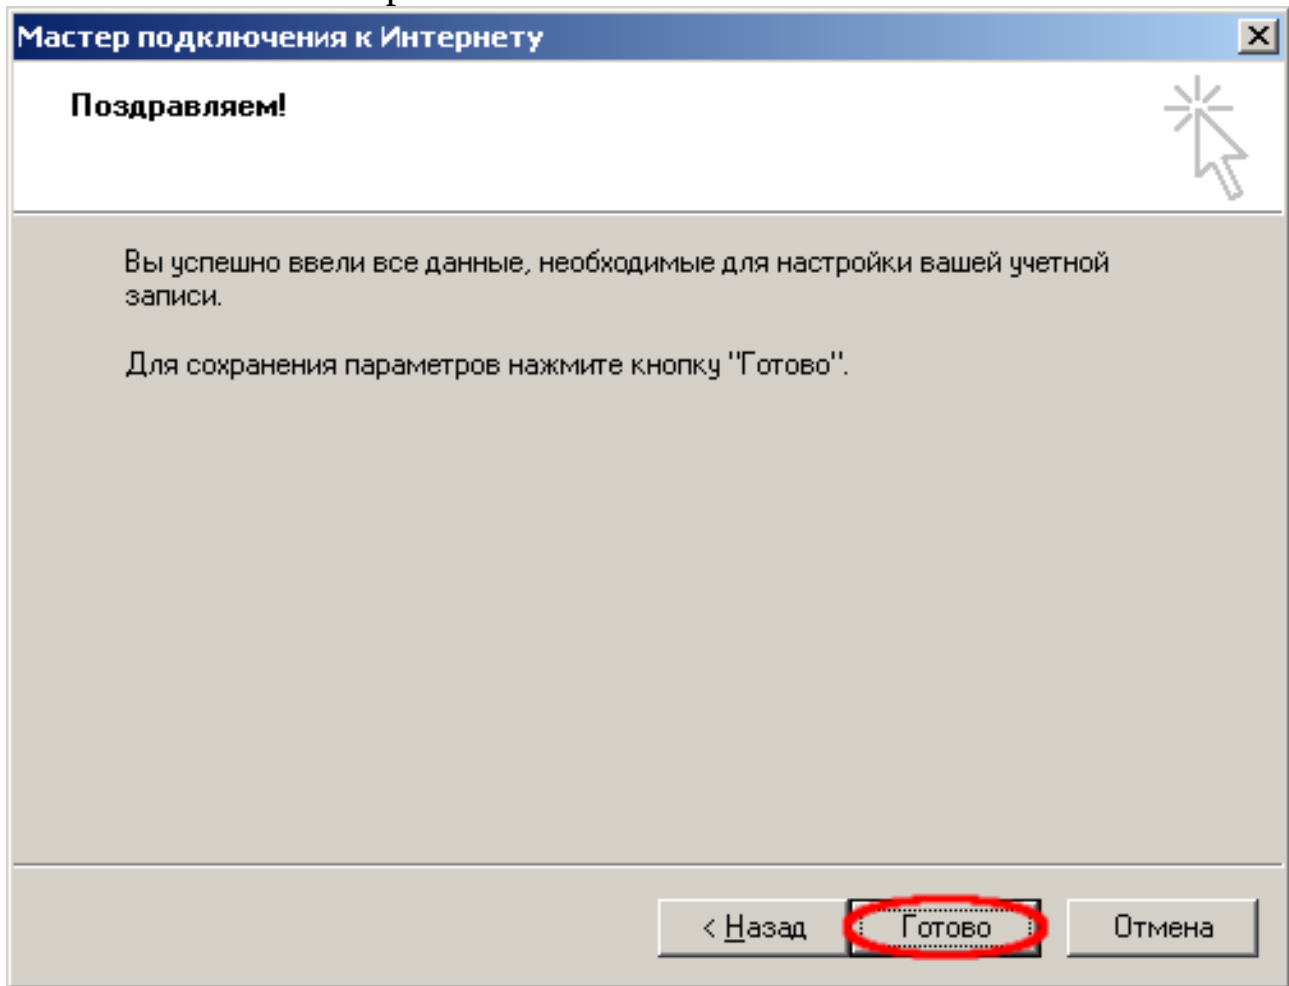 Мастер подключения к Интернету
Поздравляем!
Вы успешно ввели все данные, необходимые для настройки вашей учетной
записи.
Для сохранения параметров нажмите кнопку "Готово".
< Назад Готово Отмена